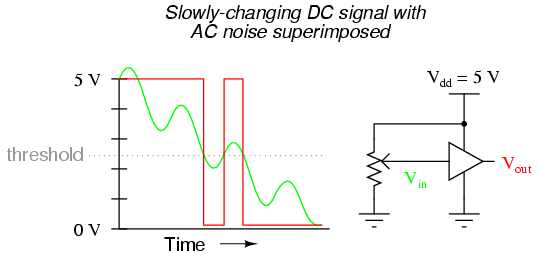 Slowly-changing DC signal with
AC noise superimposed
5 V
threshold
0 V
Time
Vdd = 5 V
Vin
Vout